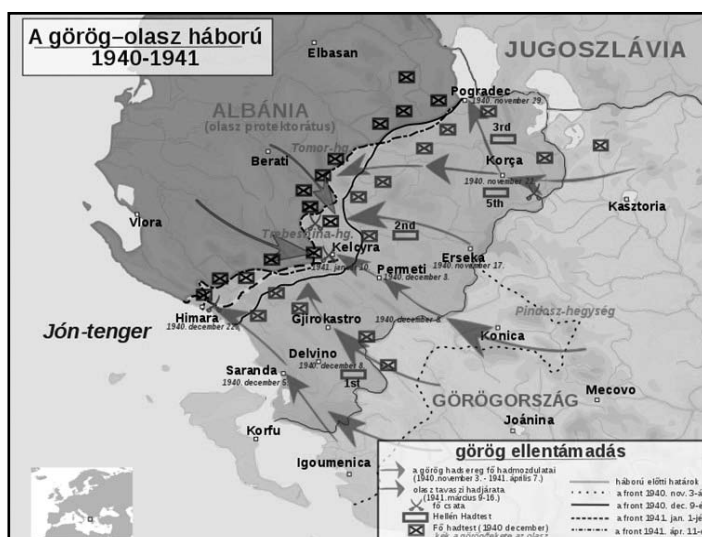 A görög–olasz háború
1940-1941
JUGOSZLÁVIA
Elbasan
Pogradec
1940. november 29.
ALBÁNIA
(olasz protektorátus)
3rd
Tomor-hg.
Berati
Korça
1940. november 22.
5th
Kasztoria
Vlora
Trebesina-hg.
2nd
Kelcyra
1941. január 10.
Erseka
1940. november 17.
Permeti
1940. december 3.
Himara
1940. december 22.
Jón-tenger
Gjirokastro
Pindosz-hegység
Konica
Delvino
Saranda
1940. december 5.
1st
GÖRÖGORSZÁG
Mecovo
Joánina
Korfu
Igoumenica
görög ellentámadás
a görög hadsereg fő hadmozdulatai
(1940.november 3. - 1941. április 7.)
olasz tavaszi hadjárata
(1941.március 9-16.)
fő csata
Hellén Hadtest
Fő hadtest (1940 december)
háború előtti határok
a front 1940. nov. 3-á
a front 1940. dec. 9-é
a front 1941. jan. 1-jé
a front 1941. ápr. 11-